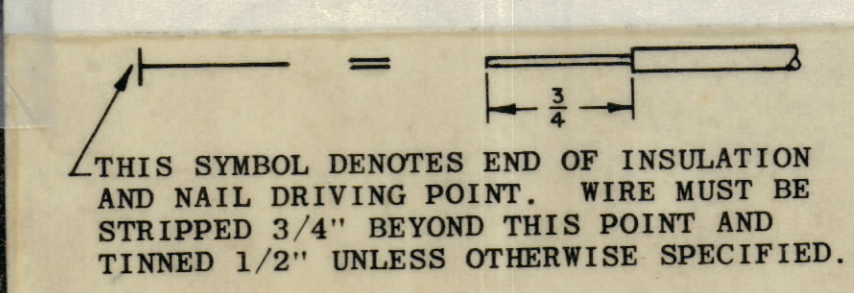 = 3/4
THIS SYMBOL DENOTES END OF INSULATION
AND NAIL DRIVING POINT. WIRE MUST BE
STRIPPED 3/4" BEYOND THIS POINT AND
TINNED 1/2" UNLESS OTHERWISE SPECIFIED.